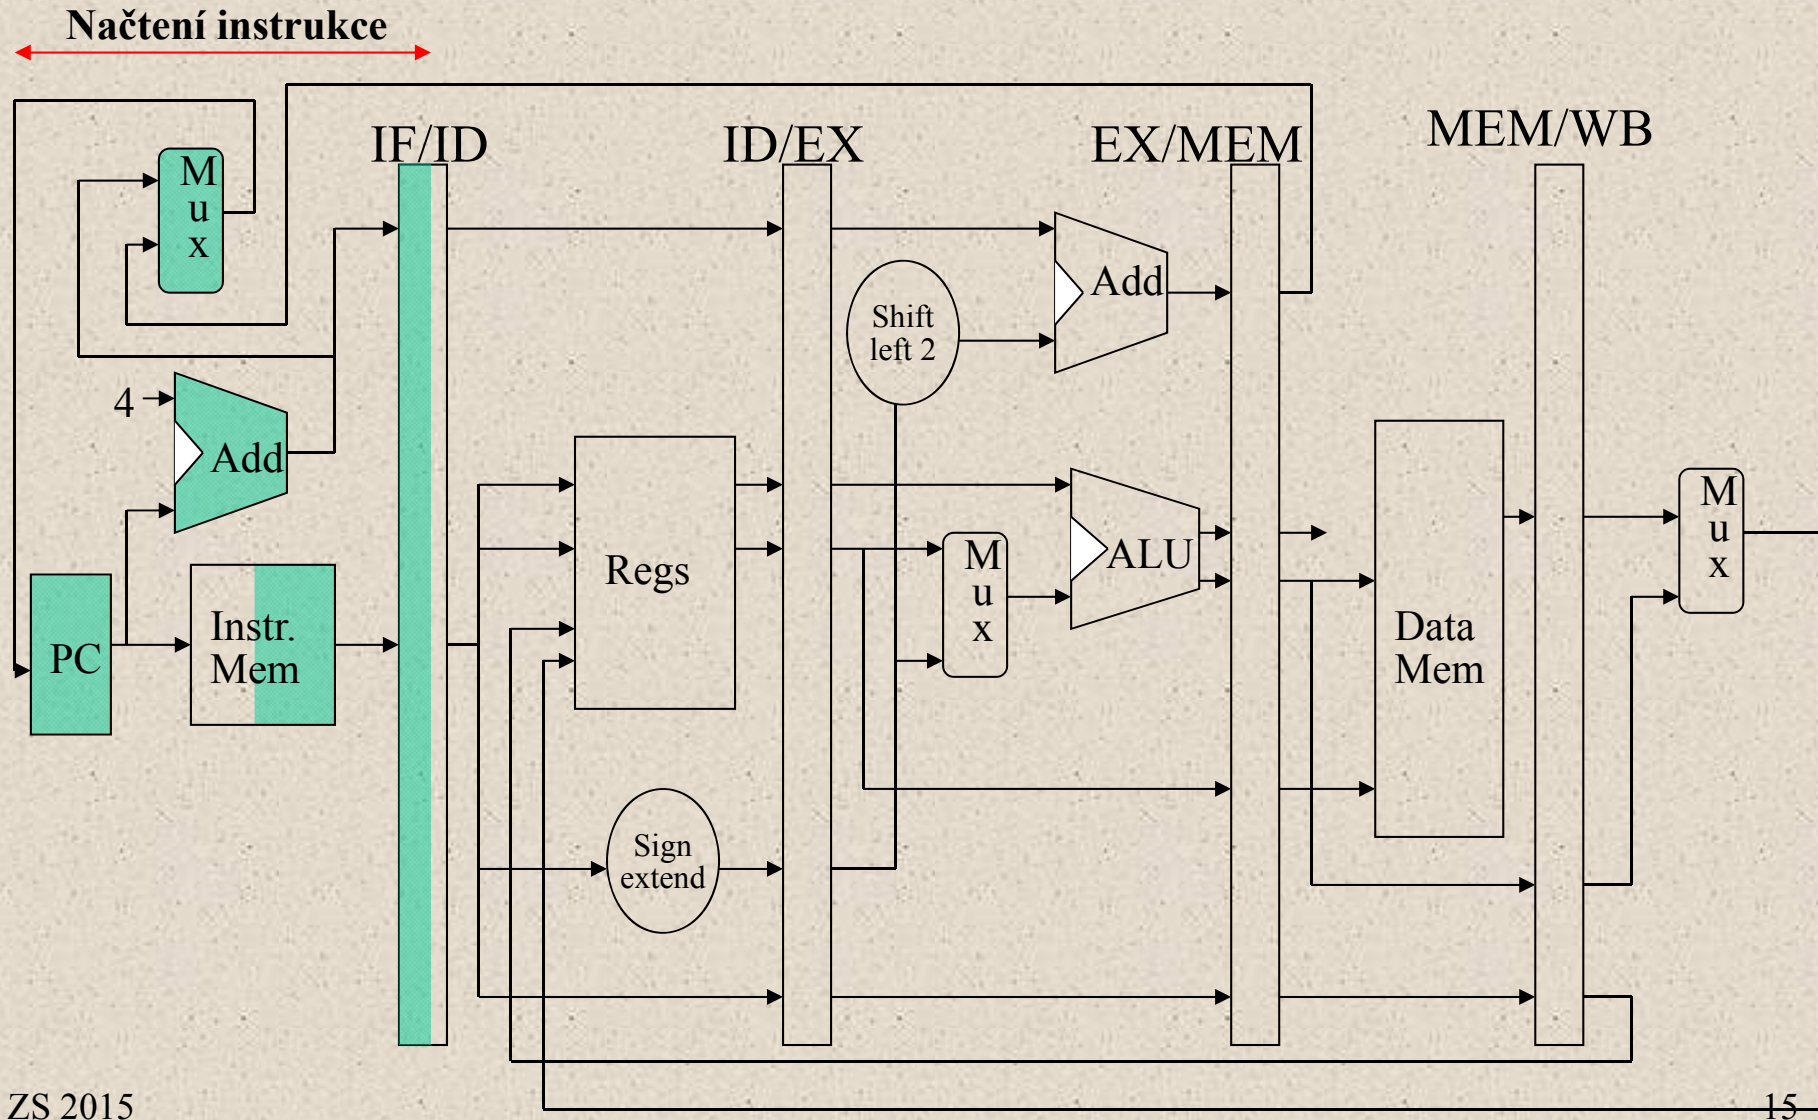 Načtení instrukce
IF/ID
ID/EX
EX/MEM
MEM/WB
M
u
x
4
Add
PC
Instr.
Mem
Regs
Sign
extend
Shift
left 2
Add
M
u
x
ALU
Data
Mem
M
u
x
ZS 2015
15